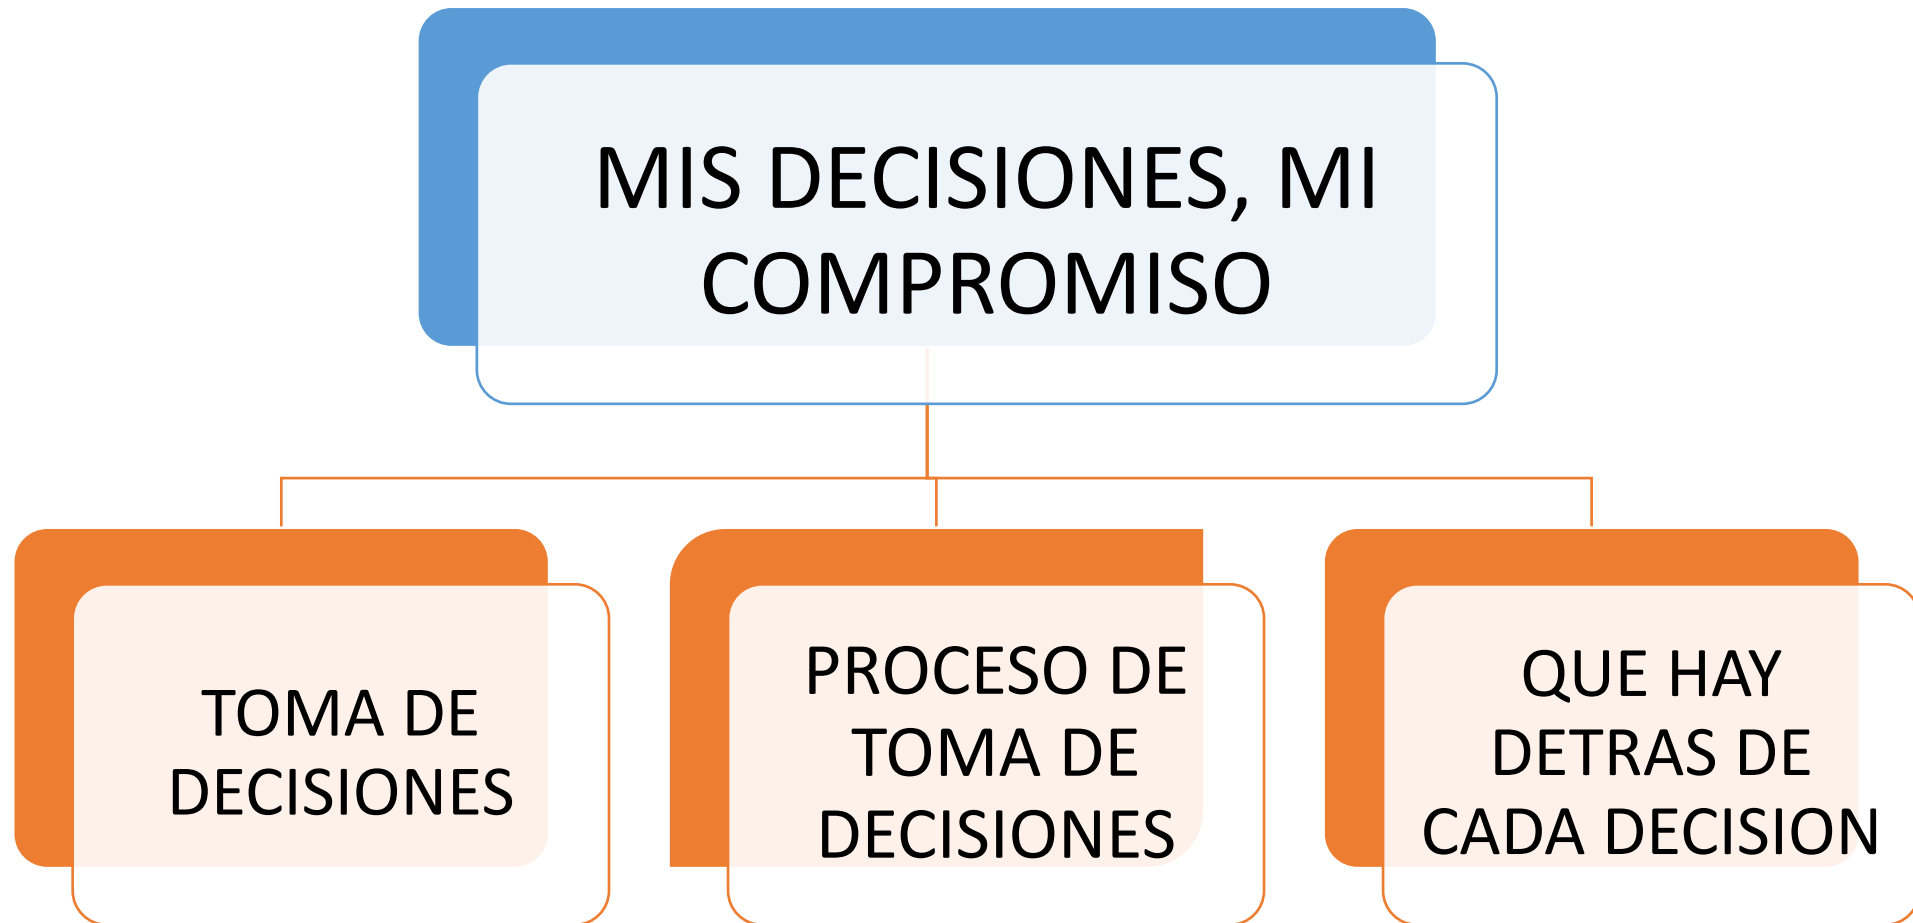 MIS DECISIONES, MI
COMPROMISO
TOMA DE
DECISIONES
PROCESO DE
TOMA DE
DECISIONES
QUE HAY
DETRAS DE
CADA DECISION